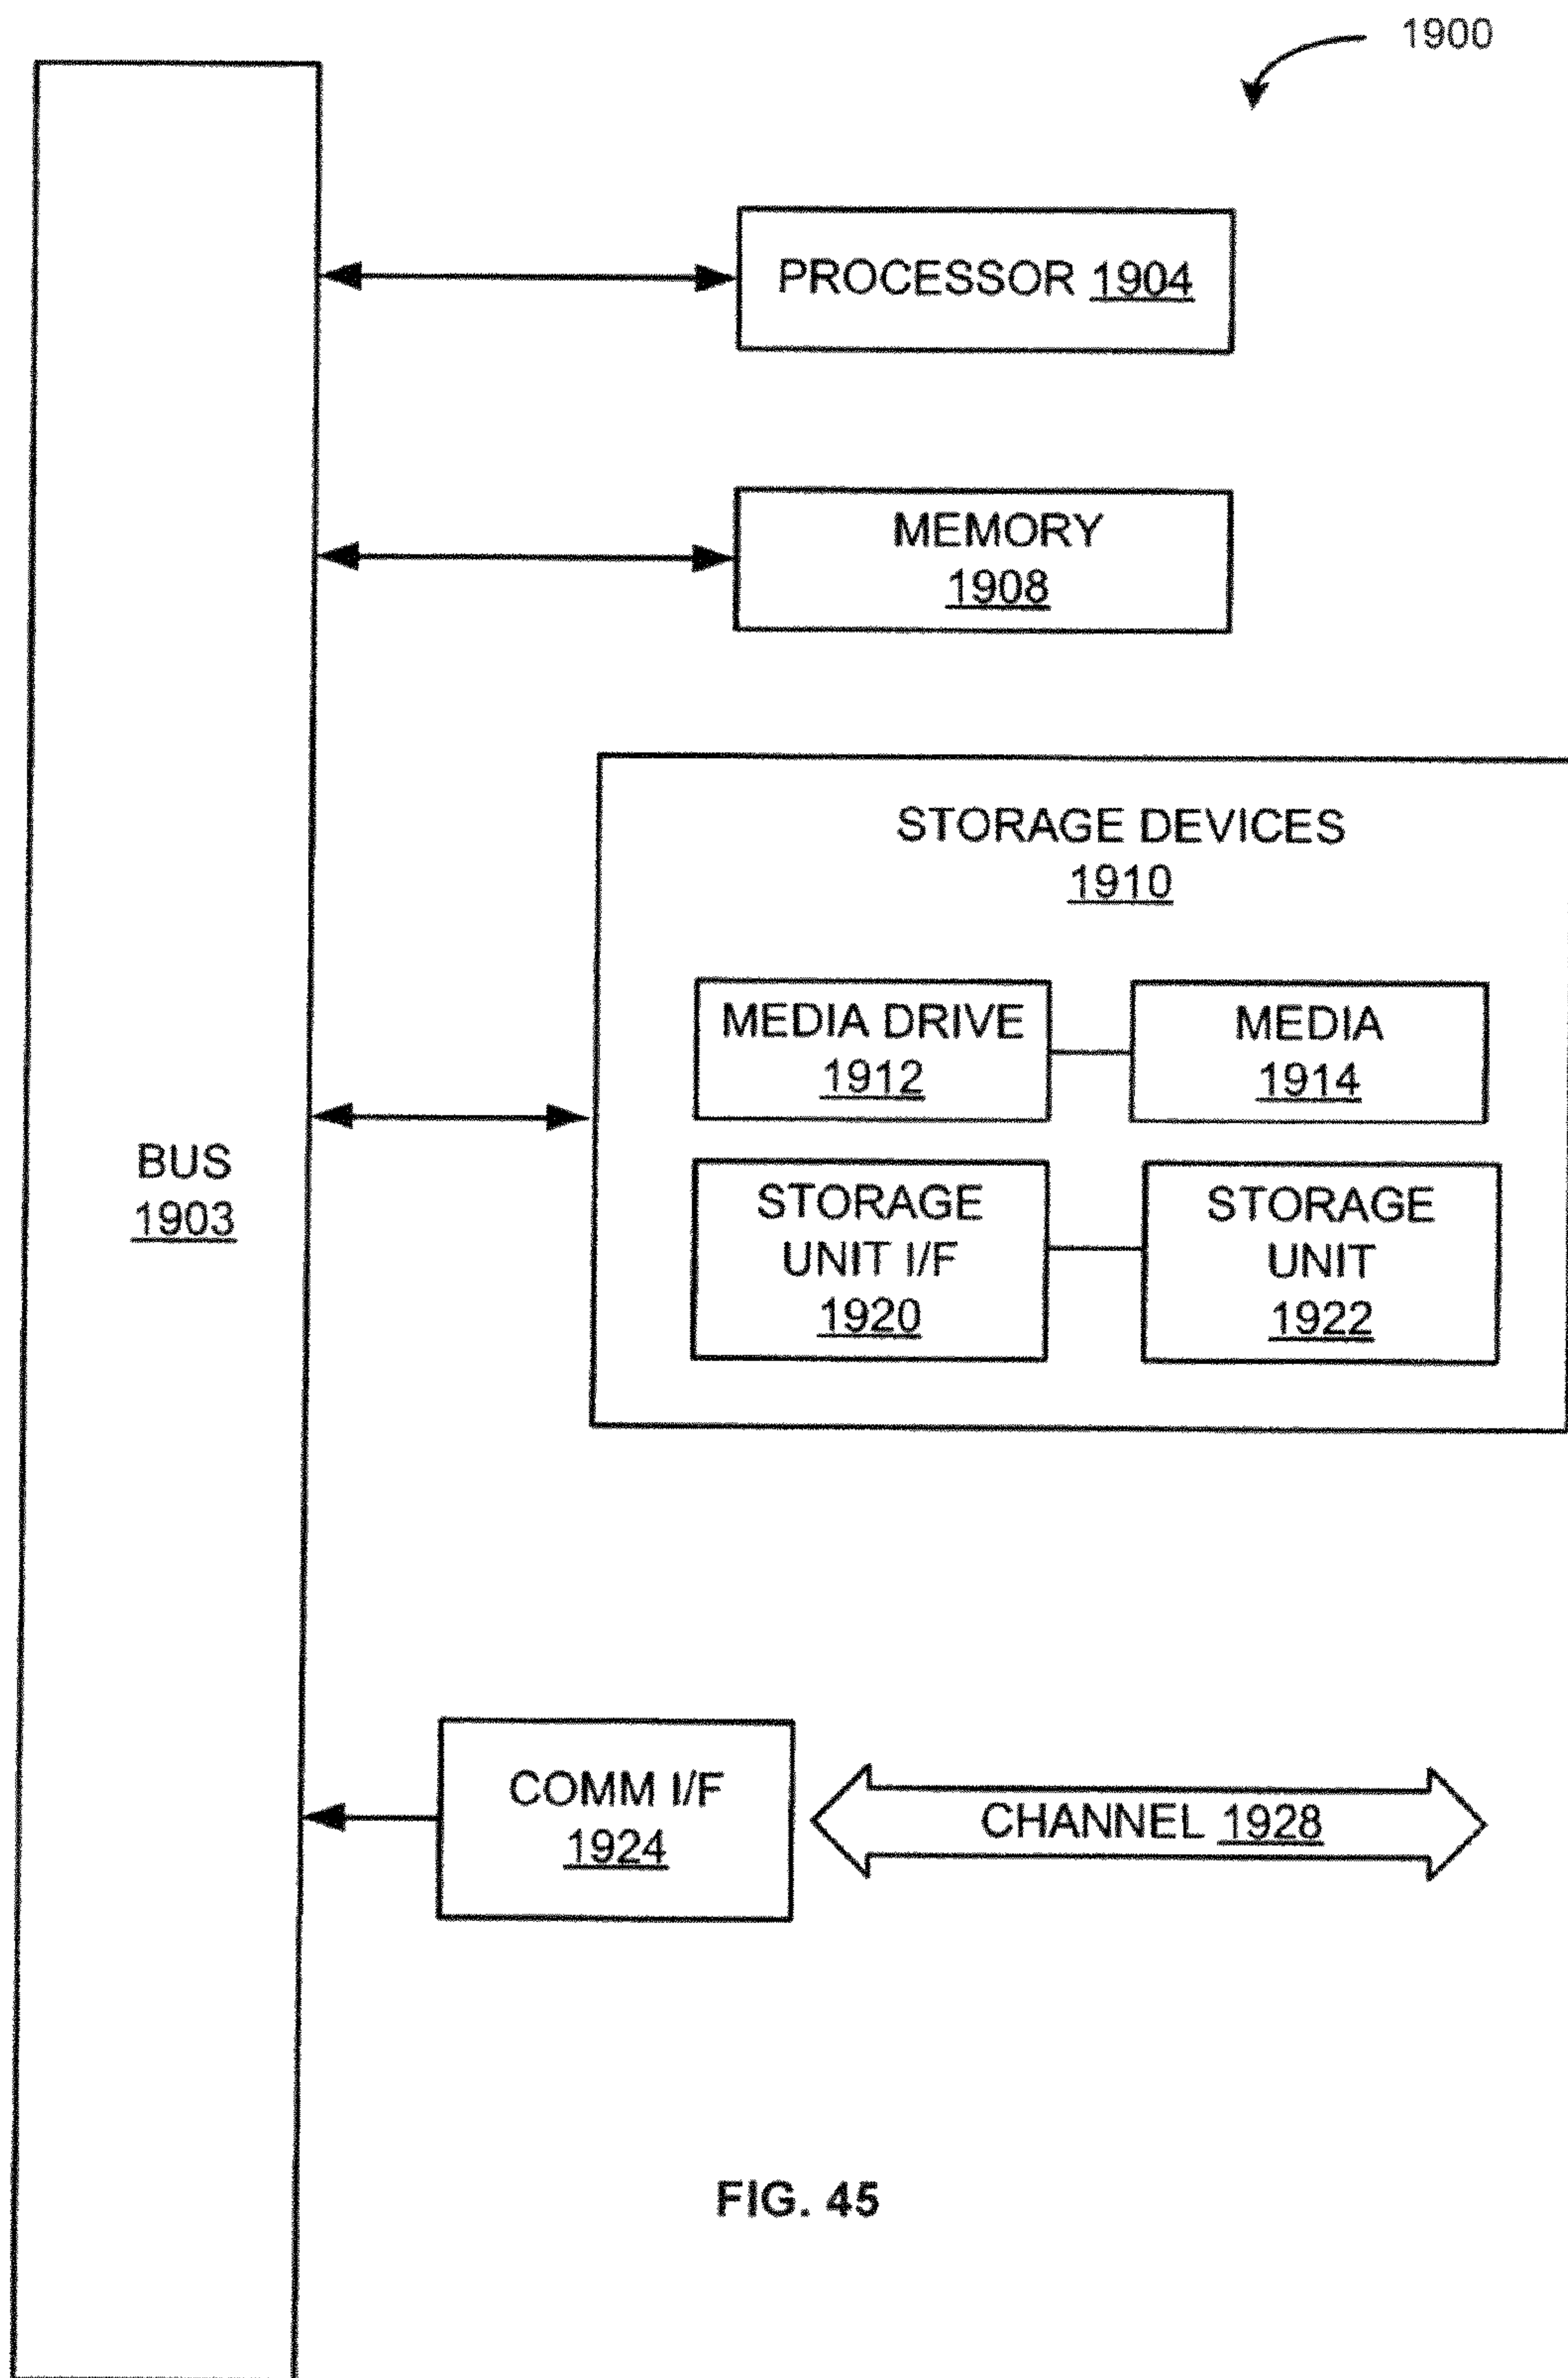 1900
PROCESSOR 1904
MEMORY
1908
STORAGE DEVICES
1910
MEDIA DRIVE
1912
MEDIA
1914
BUS
1903
STORAGE
UNIT I/F
1920
STORAGE
UNIT
1922
COMM I/F
1924
CHANNEL 1928
FIG. 45